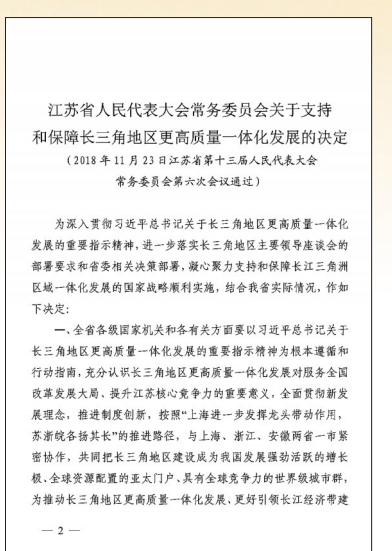 江苏省人民代表大会常务委员会关于支持
和保障长三角地区更高质量一体化发展的决定
（2018 年 11 月 23 日江苏省第十三届人民代表大会
常务委员会第六次会议通过）
为深入贯彻习近平总书记关于长三角地区更高质量一体化
发展的重要指示精神，进一步落实长三角地区主要领导座谈会的
部署要求和省委相关决策部署，凝心聚力支持和保障长江三角洲
区域一体化发展的国家战略顺利实施，结合我省实际情况，作如
下决定：
一、全省各级国家机关和各有关方面要以习近平总书记关于
长三角地区更高质量一体化发展的重要指示精神为根本遵循和
行动指南，充分认识长三角地区更高质量一体化发展对服务全国
改革发展大局、提升江苏核心竞争力的重要意义，全面贯彻新发
展理念，推进制度创新，按照“上海进一步发挥龙头带动作用，
苏浙皖各扬其长”的推进路径，与上海、浙江、安徽两省一市紧
密协作，共同把长三角地区建设成为我国发展强劲活跃的增长
极、全球资源配置的亚太门户、具有全球竞争力的世界级城市群，
为推动长三角地区更高质量一体化发展、更好引领长江经济带建
— 2 —